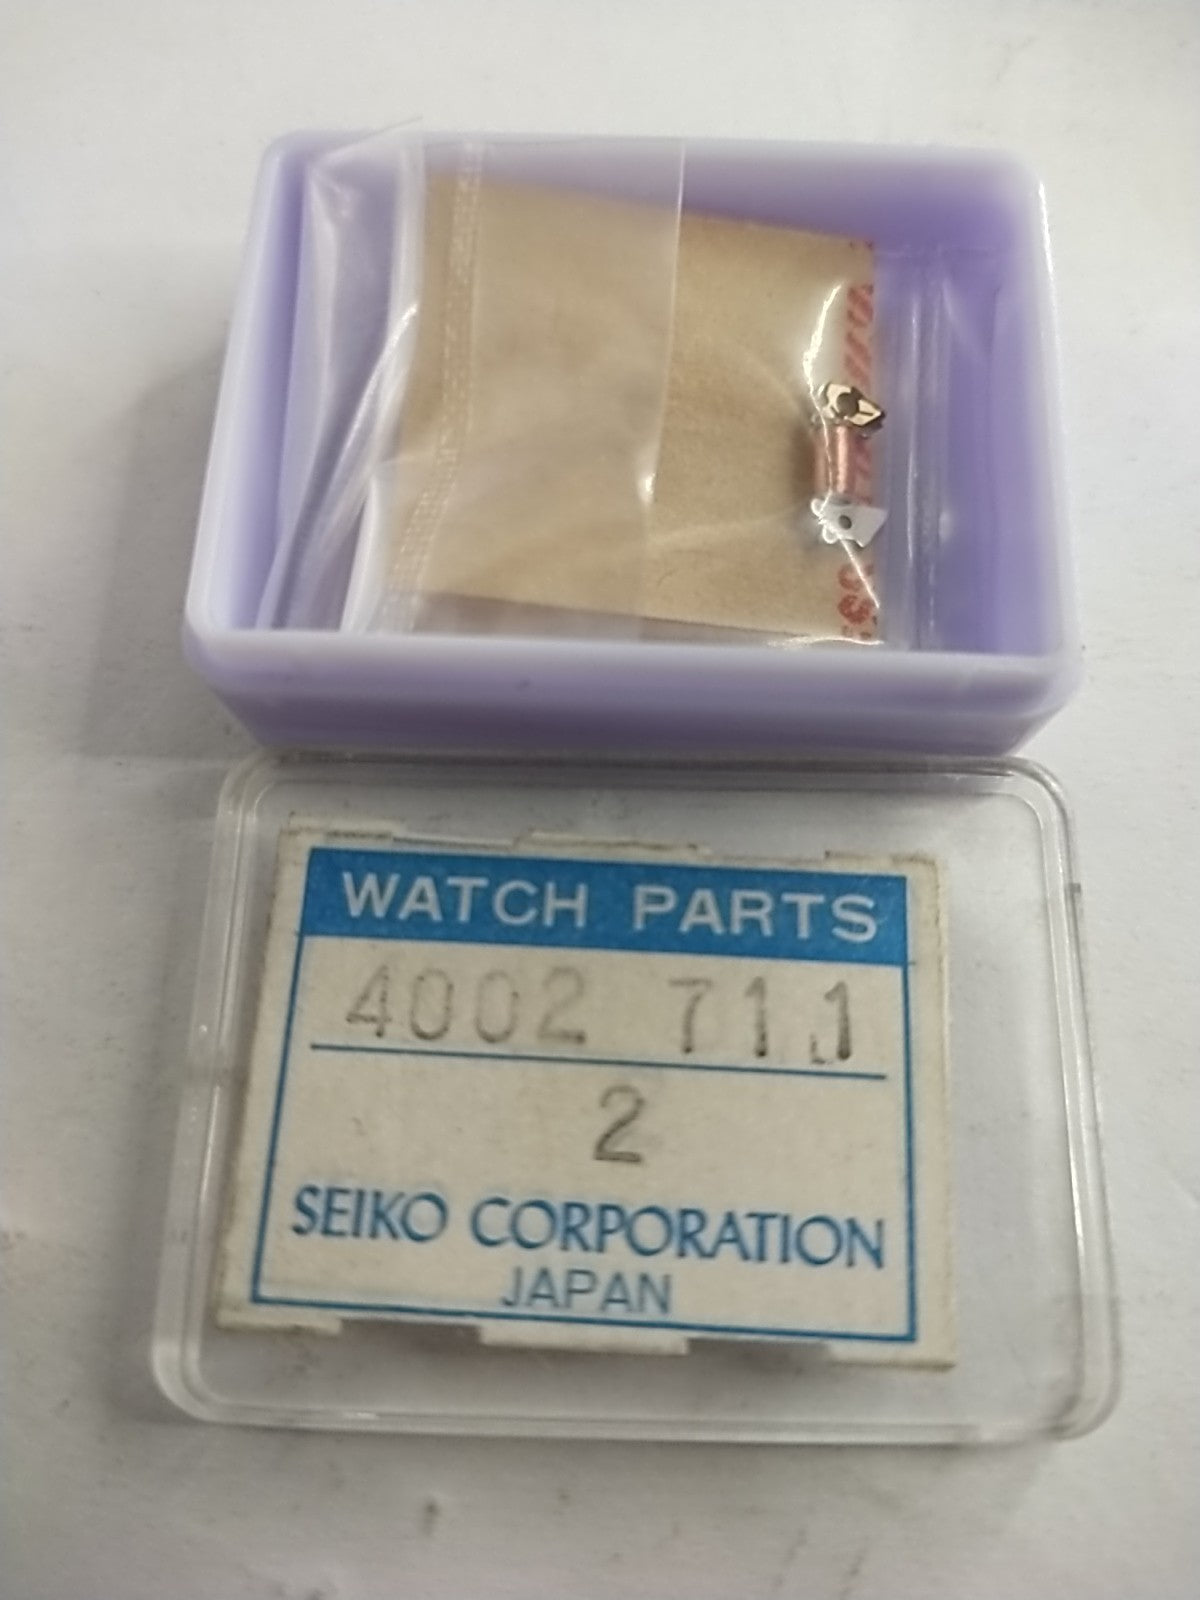 WATCH PARTS
4002 711
2
SEIKO CORPORATION
JAPAN